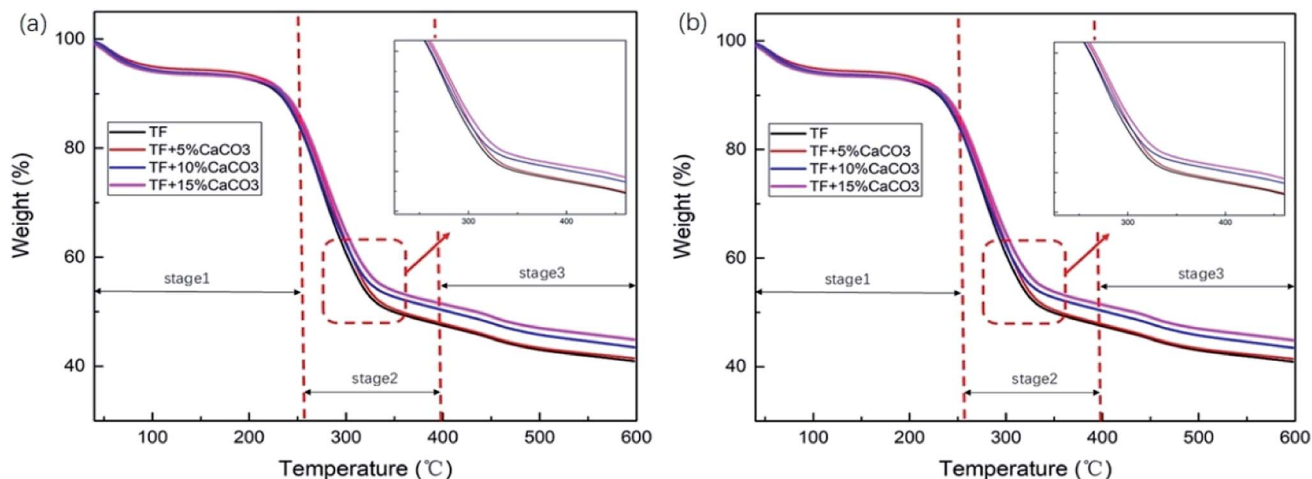 (a)
100
80
60
40
Weight (%)
TF
TF+5%CaCO3
TF+10%CaCO3
TF+15%CaCO3
300
400
stage1
stage3
stage2
100
200
300
400
500
600
Temperature (℃)
(b)
100
80
60
40
Weight (%)
TF
TF+5%CaCO3
TF+10%CaCO3
TF+15%CaCO3
300
400
stage1
stage3
stage2
100
200
300
400
500
600
Temperature (℃)